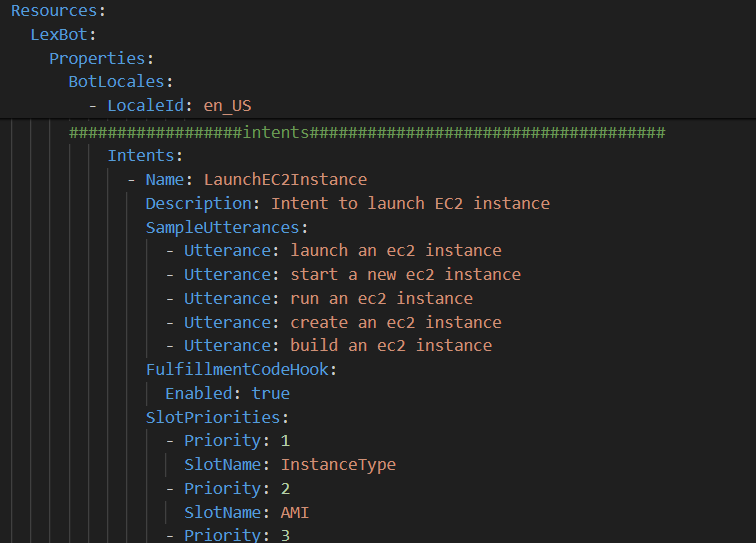 Resources:
LexBot:
Properties:
BotLocales:
- LocaleId: en_US
##################intents#####################################
Intents:
- Name: LaunchEC2Instance
Description: Intent to launch EC2 instance
SampleUtterances:
- Utterance: launch an ec2 instance
- Utterance: start a new ec2 instance
- Utterance: run an ec2 instance
- Utterance: create an ec2 instance
- Utterance: build an ec2 instance
FulfillmentCodeHook:
Enabled: true
SlotPriorities:
- Priority: 1
SlotName: InstanceType
- Priority: 2
SlotName: AMI
- Priority: 3